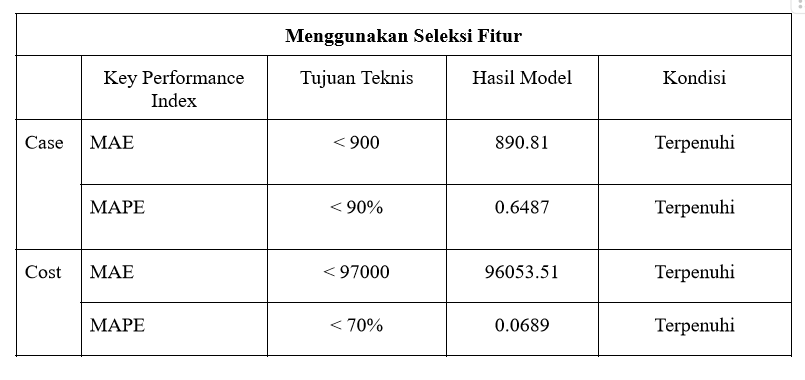 Menggunakan Seleksi Fitur
Key Performance Index Tujuan Teknis Hasil Model Kondisi
Case MAE < 900 890.81 Terpenuhi
MAPE < 90% 0.6487 Terpenuhi
Cost MAE < 97000 96053.51 Terpenuhi
MAPE < 70% 0.0689 Terpenuhi